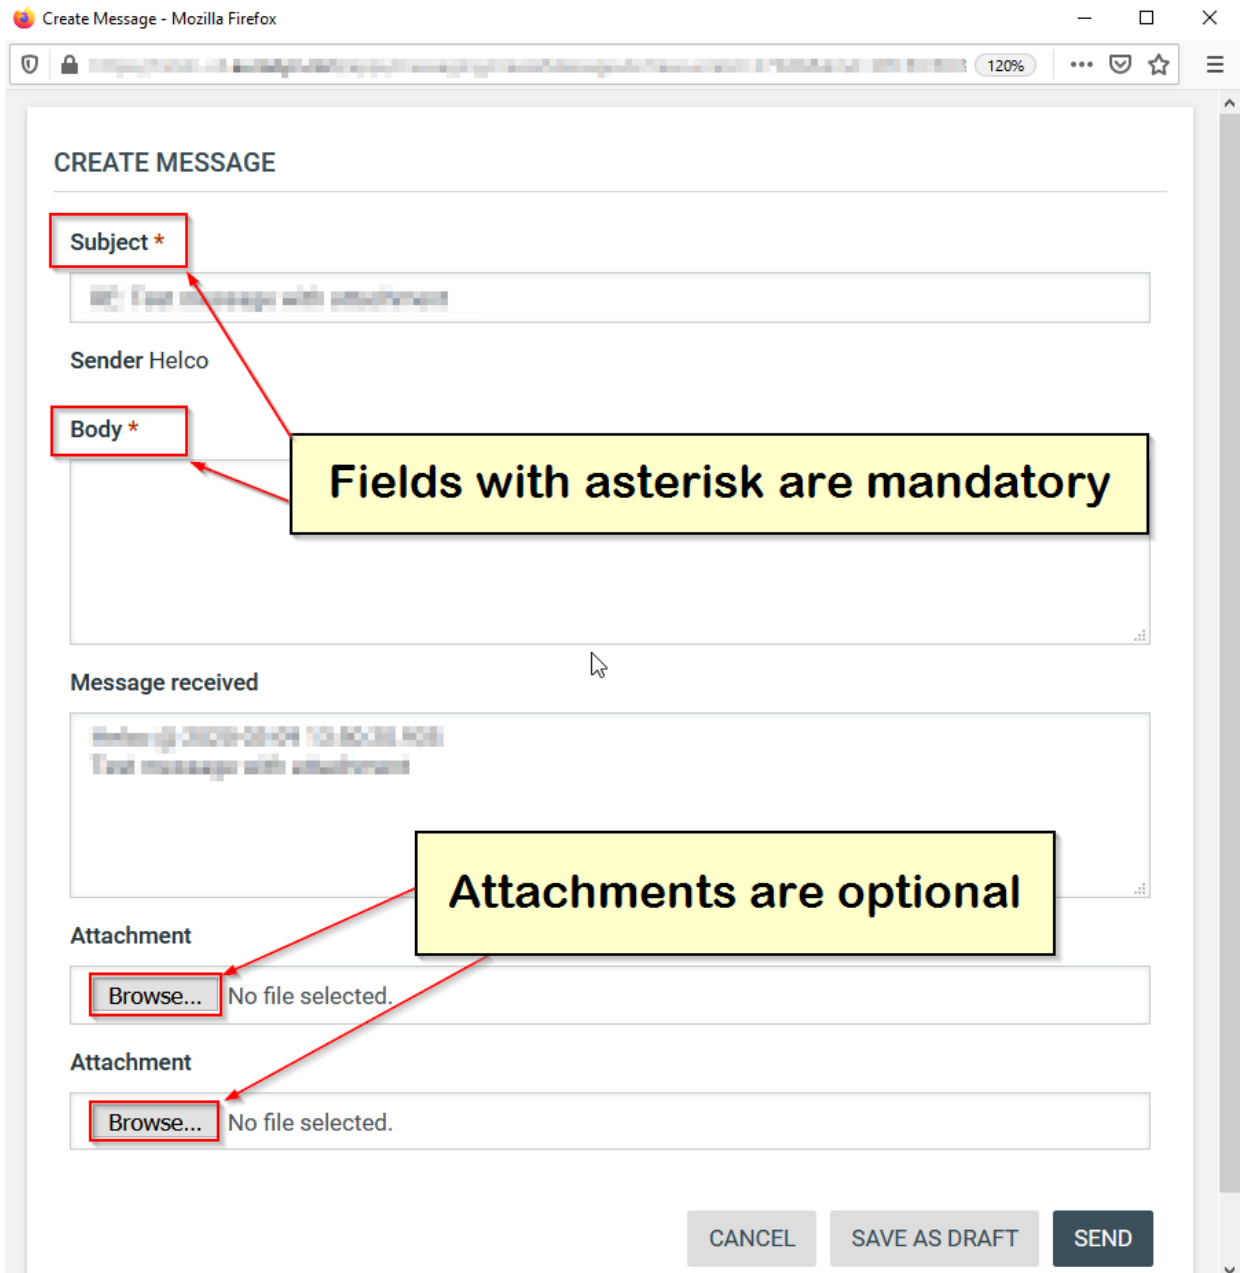 Create Message - Mozilla Firefox
120%
CREATE MESSAGE
Subject *
Sender Helco
Body *
Fields with asterisk are mandatory
Message received
Attachments are optional
Attachment
Browse... No file selected.
Attachment
Browse... No file selected.
CANCEL SAVE AS DRAFT SEND